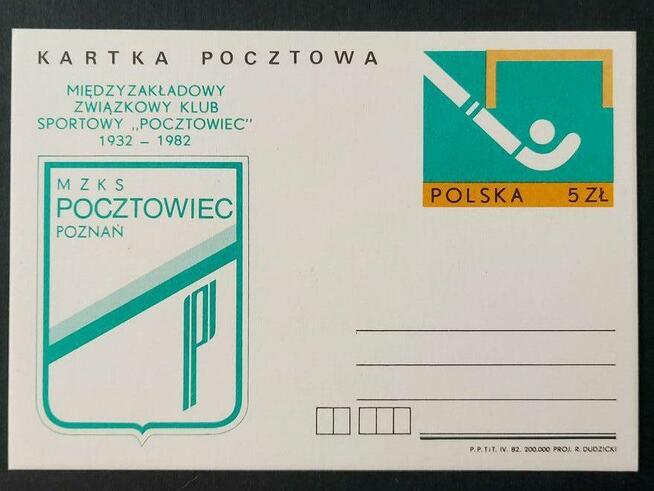 KARTKA POCZTOWA
MIĘDZYZAKŁADOWY
ZWIĄZKOWY KLUB
SPORTOWY „POCZTOWIEC”
1932 – 1982
MZKS
POCZTOWIEC
POZNAŃ
POLSKA 5 ZŁ
P.P.TiT. IV. 82. 200.000 PROJ. R. DUDZICKI